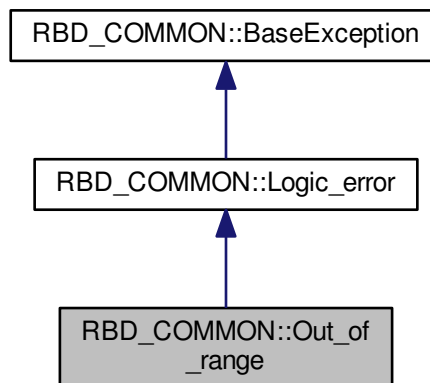 RBD_COMMON::BaseException
RBD_COMMON::Logic_error
RBD_COMMON::Out_of
_range